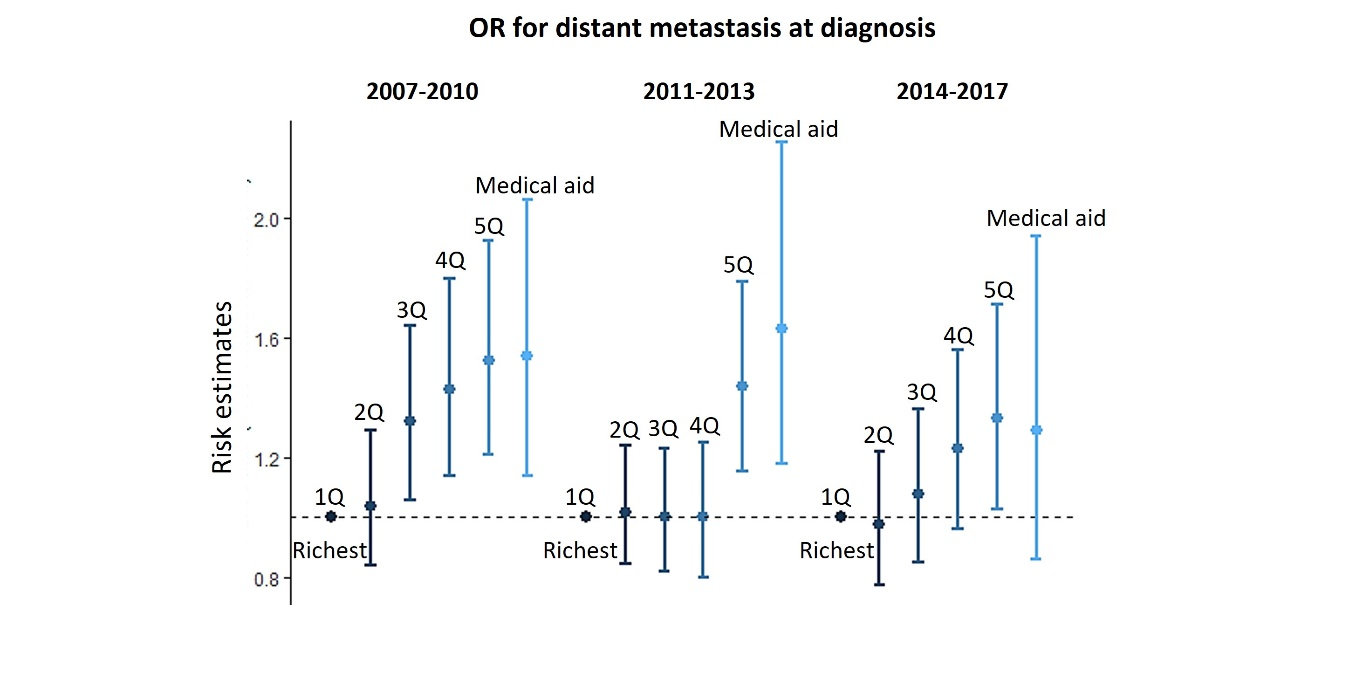 OR for distant metastasis at diagnosis
2007-2010 2011-2013 2014-2017
Medical aid
Medical aid
Medical aid
2.0
5Q
4Q
5Q
5Q
3Q
1.6
4Q
3Q
2Q
2Q 3Q 4Q
2Q
1.2
1Q
1Q
1Q
Richest
Richest
Richest
0.8
Risk estimates